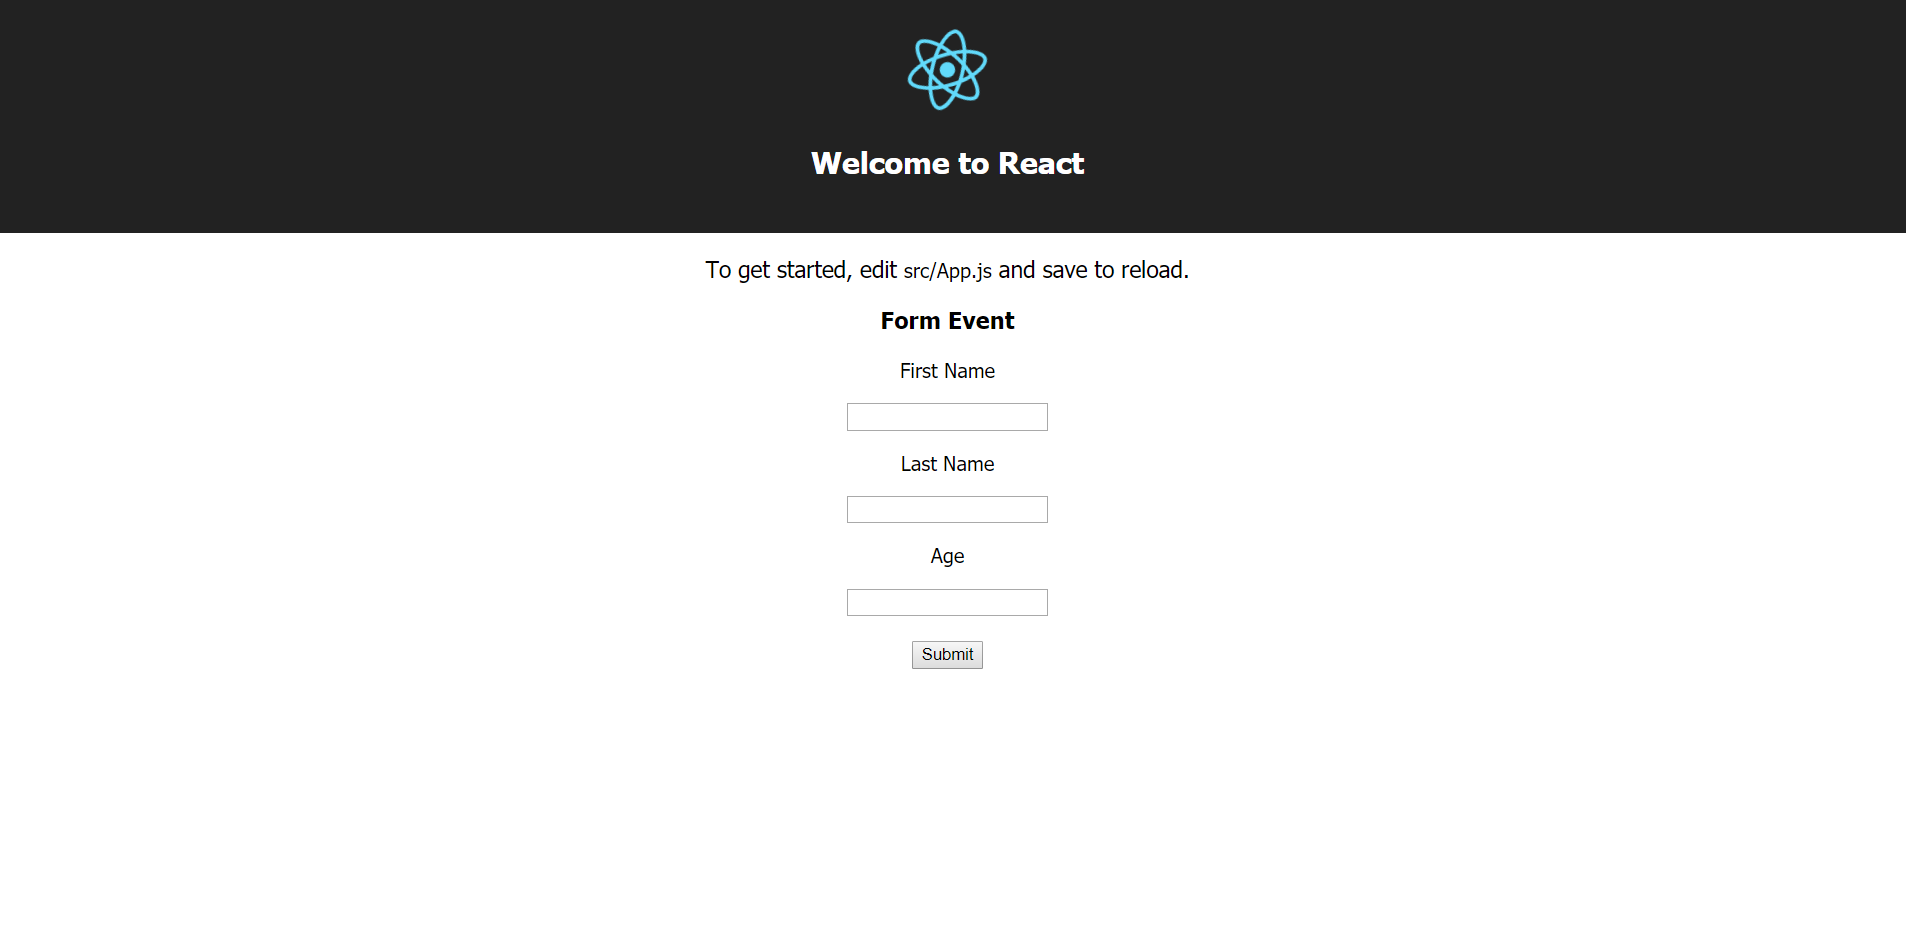 Welcome to React
To get started, edit src/App.js and save to reload.
Form Event
First Name
Last Name
Age
Submit